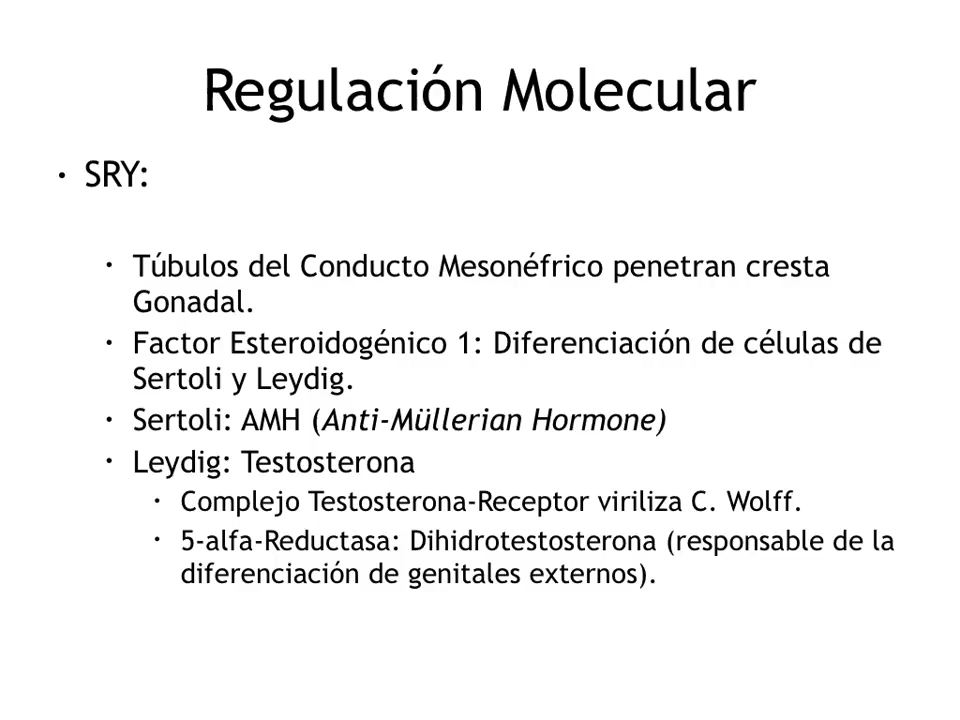 Regulación Molecular
• SRY:
• Túbulos del Conducto Mesonéfrico penetran cresta
Gonadal.
• Factor Esteroidogénico 1: Diferenciación de células de
Sertoli y Leydig.
• Sertoli: AMH (Anti-Müllerian Hormone)
• Leydig: Testosterona
• Complejo Testosterona-Receptor viriliza C. Wolff.
• 5-alfa-Reductasa: Dihidrotestosterona (responsable de la
diferenciación de genitales externos).